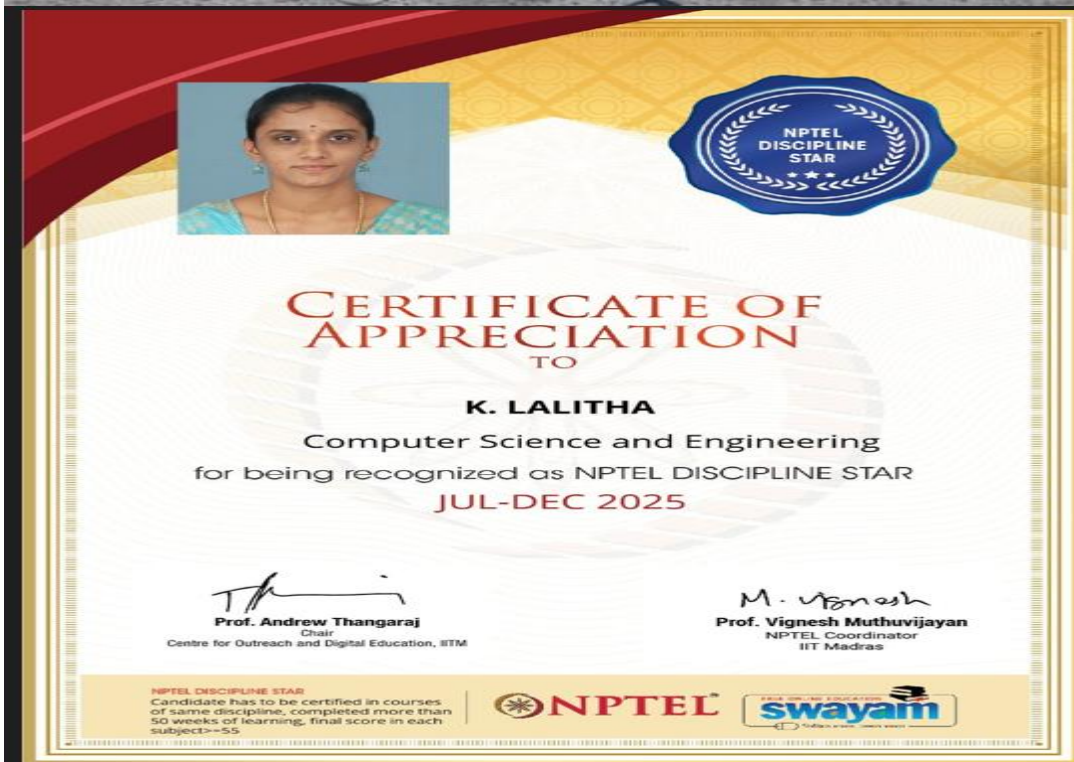 NPTEL
DISCIPLINE
STAR
CERTIFICATE OF
APPRECIATION
TO
K. LALITHA
Computer Science and Engineering
for being recognized as NPTEL DISCIPLINE STAR
JUL-DEC 2025
M. Vignesh
Prof. Andrew Thangaraj
Chair
Centre for Outreach and Digital Education, IITM
Prof. Vignesh Muthuvijayan
NPTEL Coordinator
IIT Madras
NPTEL DISCIPLINE STAR
Candidate has to be certified in courses
of same discipline, completed more than
50 weeks of learning, final score in each
subject>=55
NPTEL
FREE ONLINE EDUCATION
swayam